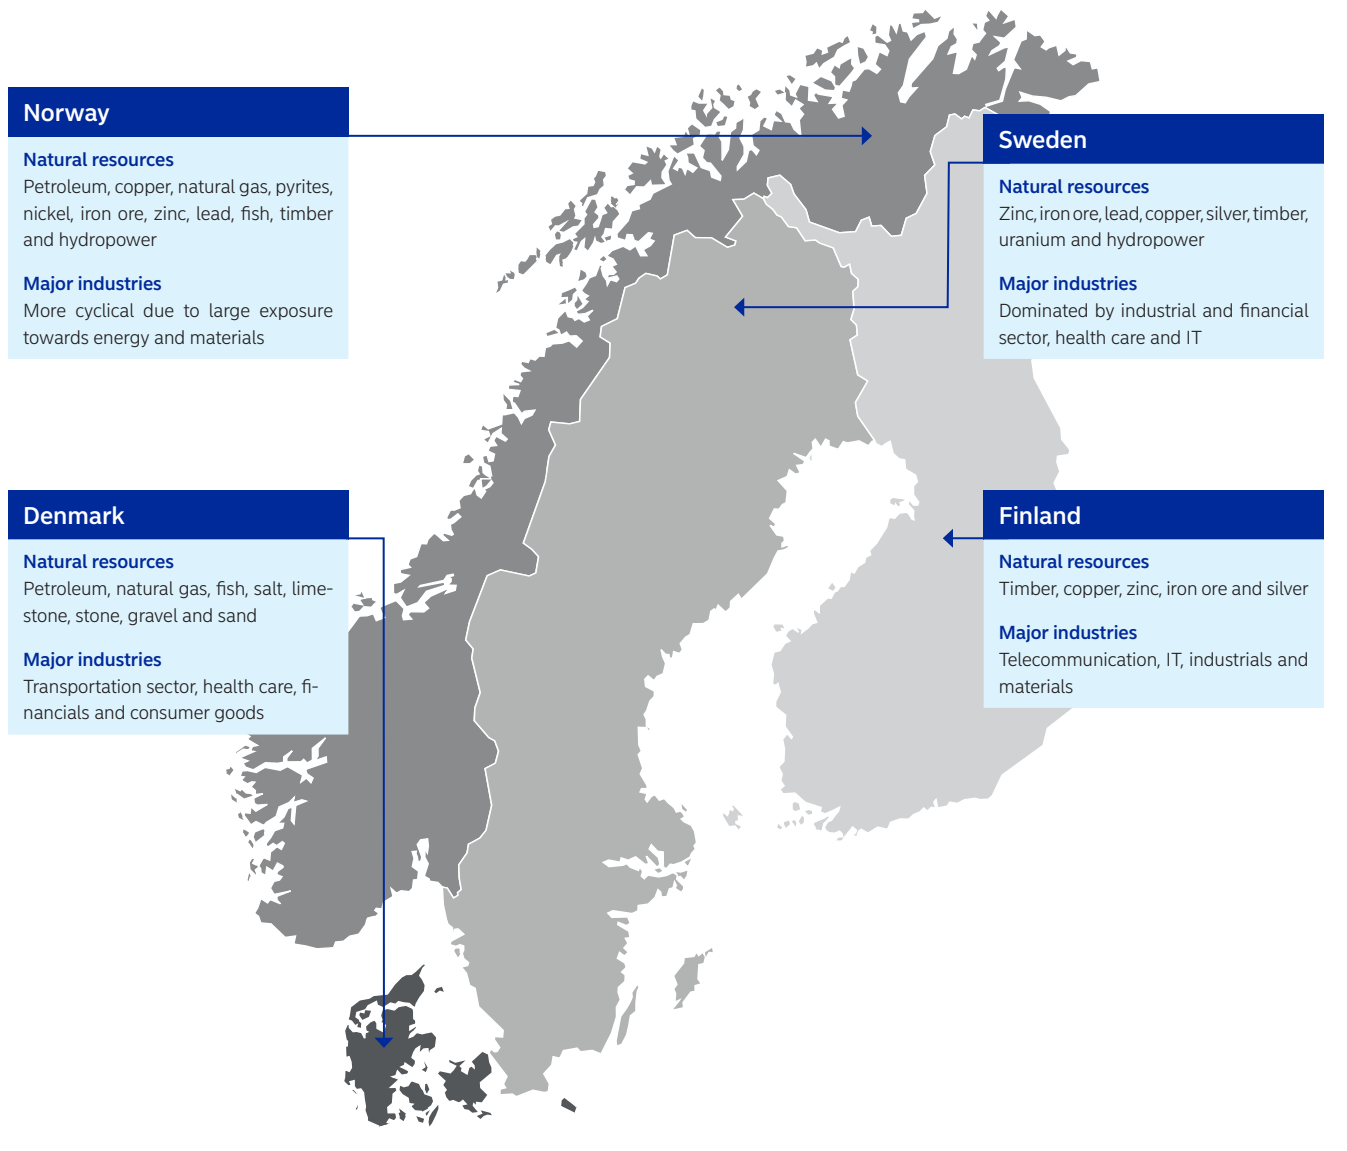 Norway
Natural resources
Petroleum, copper, natural gas, pyrites,
nickel, iron ore, zinc, lead, fish, timber
and hydropower
Major industries
More cyclical due to large exposure
towards energy and materials
Sweden
Natural resources
Zinc, iron ore, lead, copper, silver, timber,
uranium and hydropower
Major industries
Dominated by industrial and financial
sector, health care and IT
Denmark
Natural resources
Petroleum, natural gas, fish, salt, lime-
stone, stone, gravel and sand
Major industries
Transportation sector, health care, fi-
nancials and consumer goods
Finland
Natural resources
Timber, copper, zinc, iron ore and silver
Major industries
Telecommunication, IT, industrials and
materials